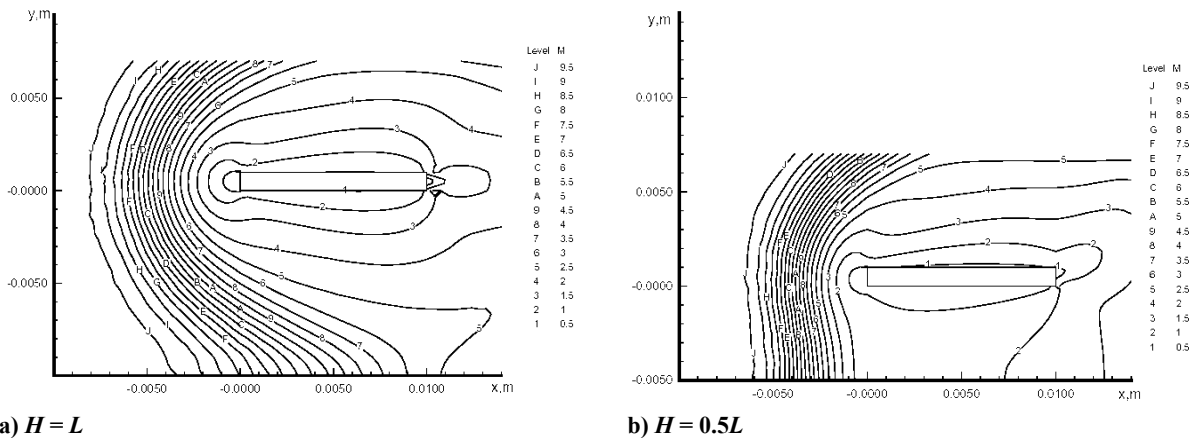 y,m
0.0050
-0.0000
-0.0050
-0.0050
-0.0000
0.0050
0.0100
x,m
Level M
J 9.5
I 9
H 8.5
G 8
F 7.5
E 7
D 6.5
C 6
B 5.5
A 5
9 4.5
8 4
7 3.5
6 3
5 2.5
4 2
3 1.5
2 1
1 0.5
a) H = L
y,m
0.0100
0.0050
-0.0000
-0.0050
-0.0050
-0.0000
0.0050
0.0100
x,m
Level M
J 9.5
I 9
H 8.5
G 8
F 7.5
E 7
D 6.5
C 6
B 5.5
A 5
9 4.5
8 4
7 3.5
6 3
5 2.5
4 2
3 1.5
2 1
1 0.5
b) H = 0.5L